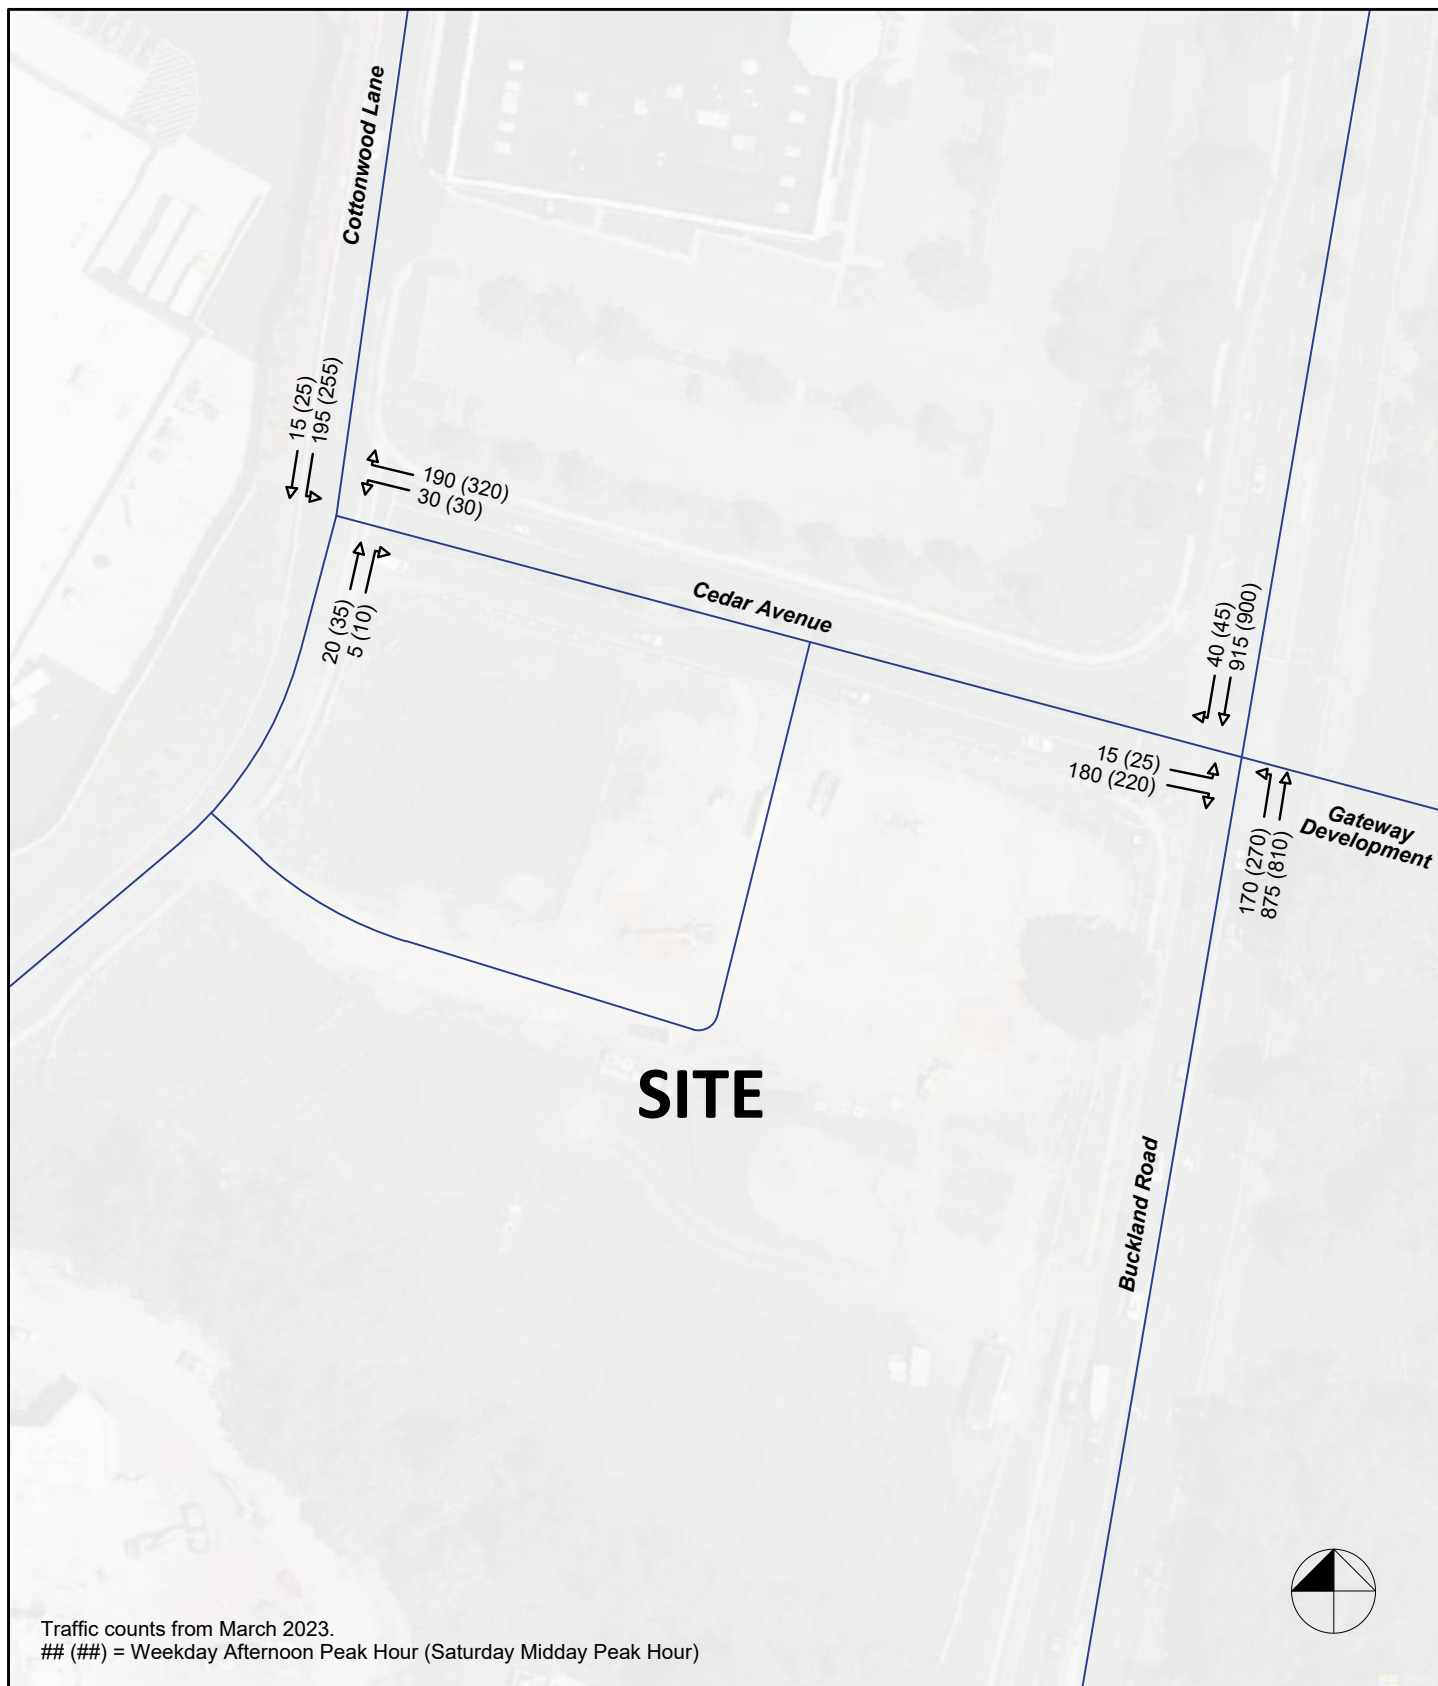 Cottonwood Lane
15 (25)
195 (255)
190 (320)
30 (30)
20 (35)
5 (10)
Cedar Avenue
40 (45)
915 (900)
15 (25)
180 (220)
170 (270)
875 (810)
Gateway
Development
SITE
Buckland Road
Traffic counts from March 2023.
## (##) = Weekday Afternoon Peak Hour (Saturday Midday Peak Hour)